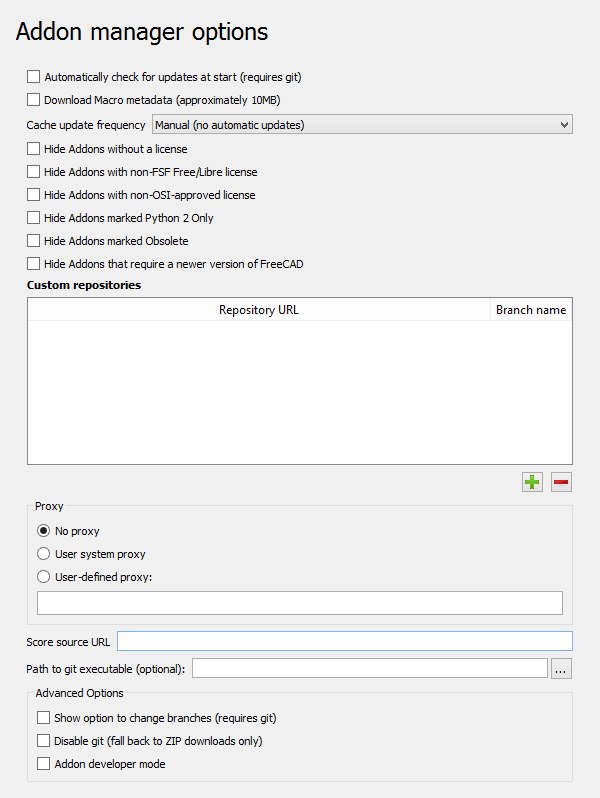 Addon manager options
Automatically check for updates at start (requires git)
Download Macro metadata (approximately 10MB)
Cache update frequency Manual (no automatic updates)
Hide Addons without a license
Hide Addons with non-FSF Free/Libre license
Hide Addons with non-OSI-approved license
Hide Addons marked Python 2 Only
Hide Addons marked Obsolete
Hide Addons that require a newer version of FreeCAD
Custom repositories
Repository URL Branch name
Proxy
No proxy
User system proxy
User-defined proxy:
Score source URL
Path to git executable (optional): ...
Advanced Options
Show option to change branches (requires git)
Disable git (fall back to ZIP downloads only)
Addon developer mode